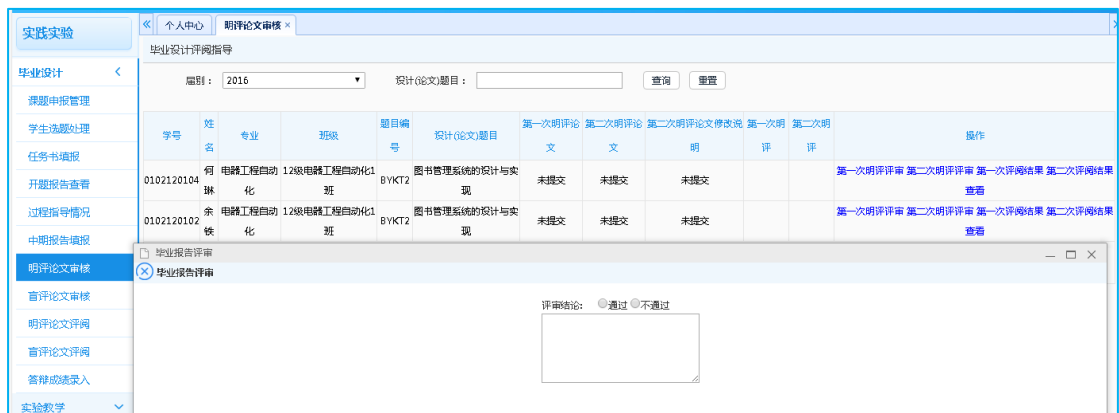 实践实验
毕业设计
课题申报管理
学生选题处理
任务书填报
开题报告查看
过程指导情况
中期报告填报
明评论文审核
盲评论文审核
明评论文评阅
盲评论文评阅
答辩成绩录入
实验教学
个人中心 明评论文审核 ×
毕业设计评阅指导
届别： 2016 设计(论文)题目： 查询 重置
学号 姓名 专业 班级 题目编号 设计(论文)题目 第一次明评论文 第二次明评论文 第二次明评论文修改说明 第一次明评 第二次明评 操作
0102120104 何琳 电器工程自动化 12级电器工程自动化1班 BYKT2 图书管理系统的设计与实现 未提交 未提交 未提交 第一次明评评审 第二次明评评审 第一次评阅结果 第二次评阅结果 查看
0102120102 余铁 电器工程自动化 12级电器工程自动化1班 BYKT2 图书管理系统的设计与实现 未提交 未提交 未提交 第一次明评评审 第二次明评评审 第一次评阅结果 第二次评阅结果 查看
毕业报告评审
毕业报告评审
评审结论: 通过 不通过